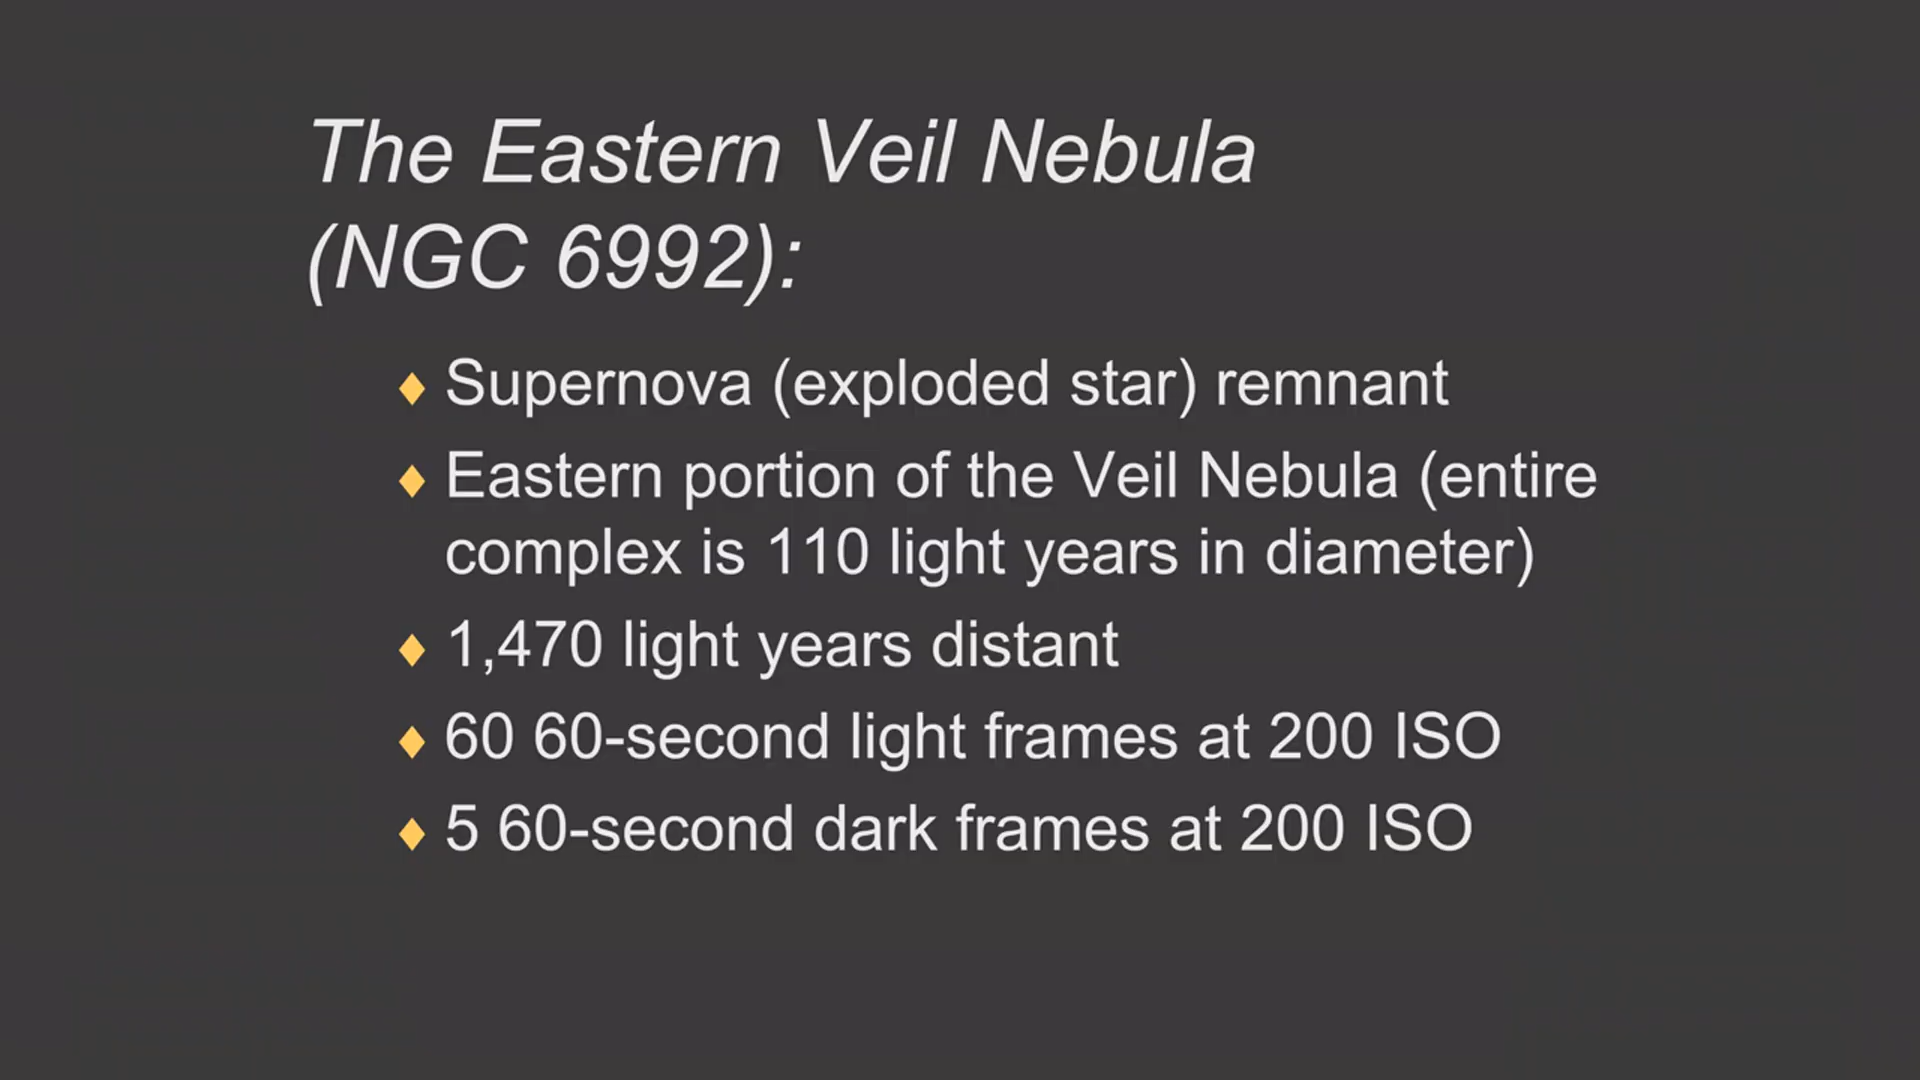 The Eastern Veil Nebula
(NGC 6992):
♦ Supernova (exploded star) remnant
♦ Eastern portion of the Veil Nebula (entire
complex is 110 light years in diameter)
♦ 1,470 light years distant
♦ 60 60-second light frames at 200 ISO
♦ 5 60-second dark frames at 200 ISO